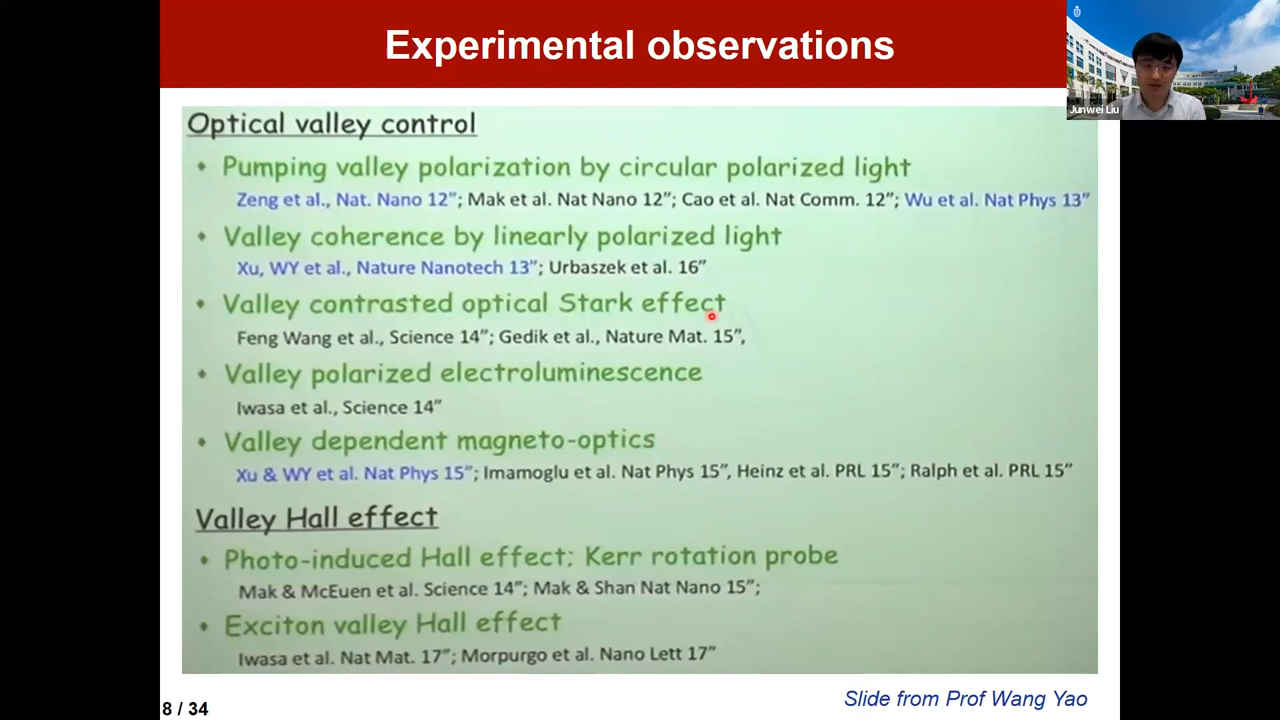 Experimental observations
Junwei Liu
Optical valley control
• Pumping valley polarization by circular polarized light
Zeng et al., Nat. Nano 12”; Mak et al. Nat Nano 12”; Cao et al. Nat Comm. 12”; Wu et al. Nat Phys 13”
• Valley coherence by linearly polarized light
Xu, WY et al., Nature Nanotech 13”; Urbaszek et al. 16”
• Valley contrasted optical Stark effect
Feng Wang et al., Science 14”; Gedik et al., Nature Mat. 15”,
• Valley polarized electroluminescence
Iwasa et al., Science 14”
• Valley dependent magneto-optics
Xu & WY et al. Nat Phys 15”; Imamoglu et al. Nat Phys 15”, Heinz et al. PRL 15”; Ralph et al. PRL 15”
Valley Hall effect
• Photo-induced Hall effect; Kerr rotation probe
Mak & McEuen et al. Science 14”; Mak & Shan Nat Nano 15”;
• Exciton valley Hall effect
Iwasa et al. Nat Mat. 17”; Morpurgo et al. Nano Lett 17”
Slide from Prof Wang Yao
8 / 34